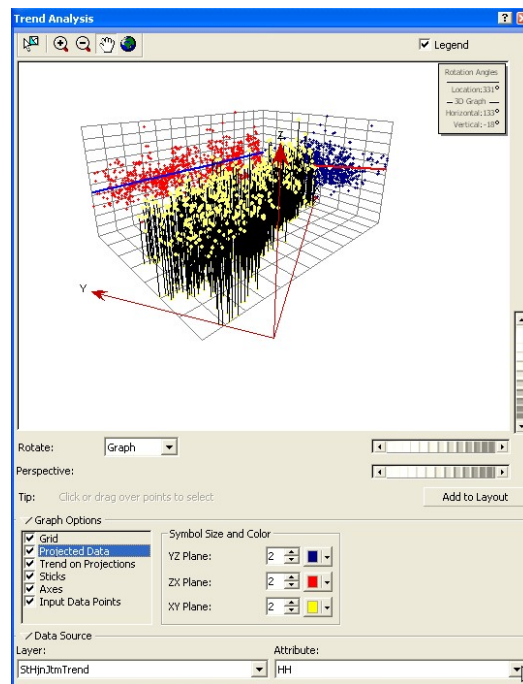 Trend Analysis
Legend
Rotation Angles
Location:331°
3D Graph
Horizontal:133°
Vertical:-18°
Z
Y
Rotate:
Graph
Perspective:
Tip:
Click or drag over points to select
Add to Layout
Graph Options
Grid
Projected Data
Trend on Projections
Sticks
Axes
Input Data Points
Symbol Size and Color
YZ Plane:
2
ZX Plane:
2
XY Plane:
2
Data Source
Layer:
Attribute:
StHjnJtmTrend
HH